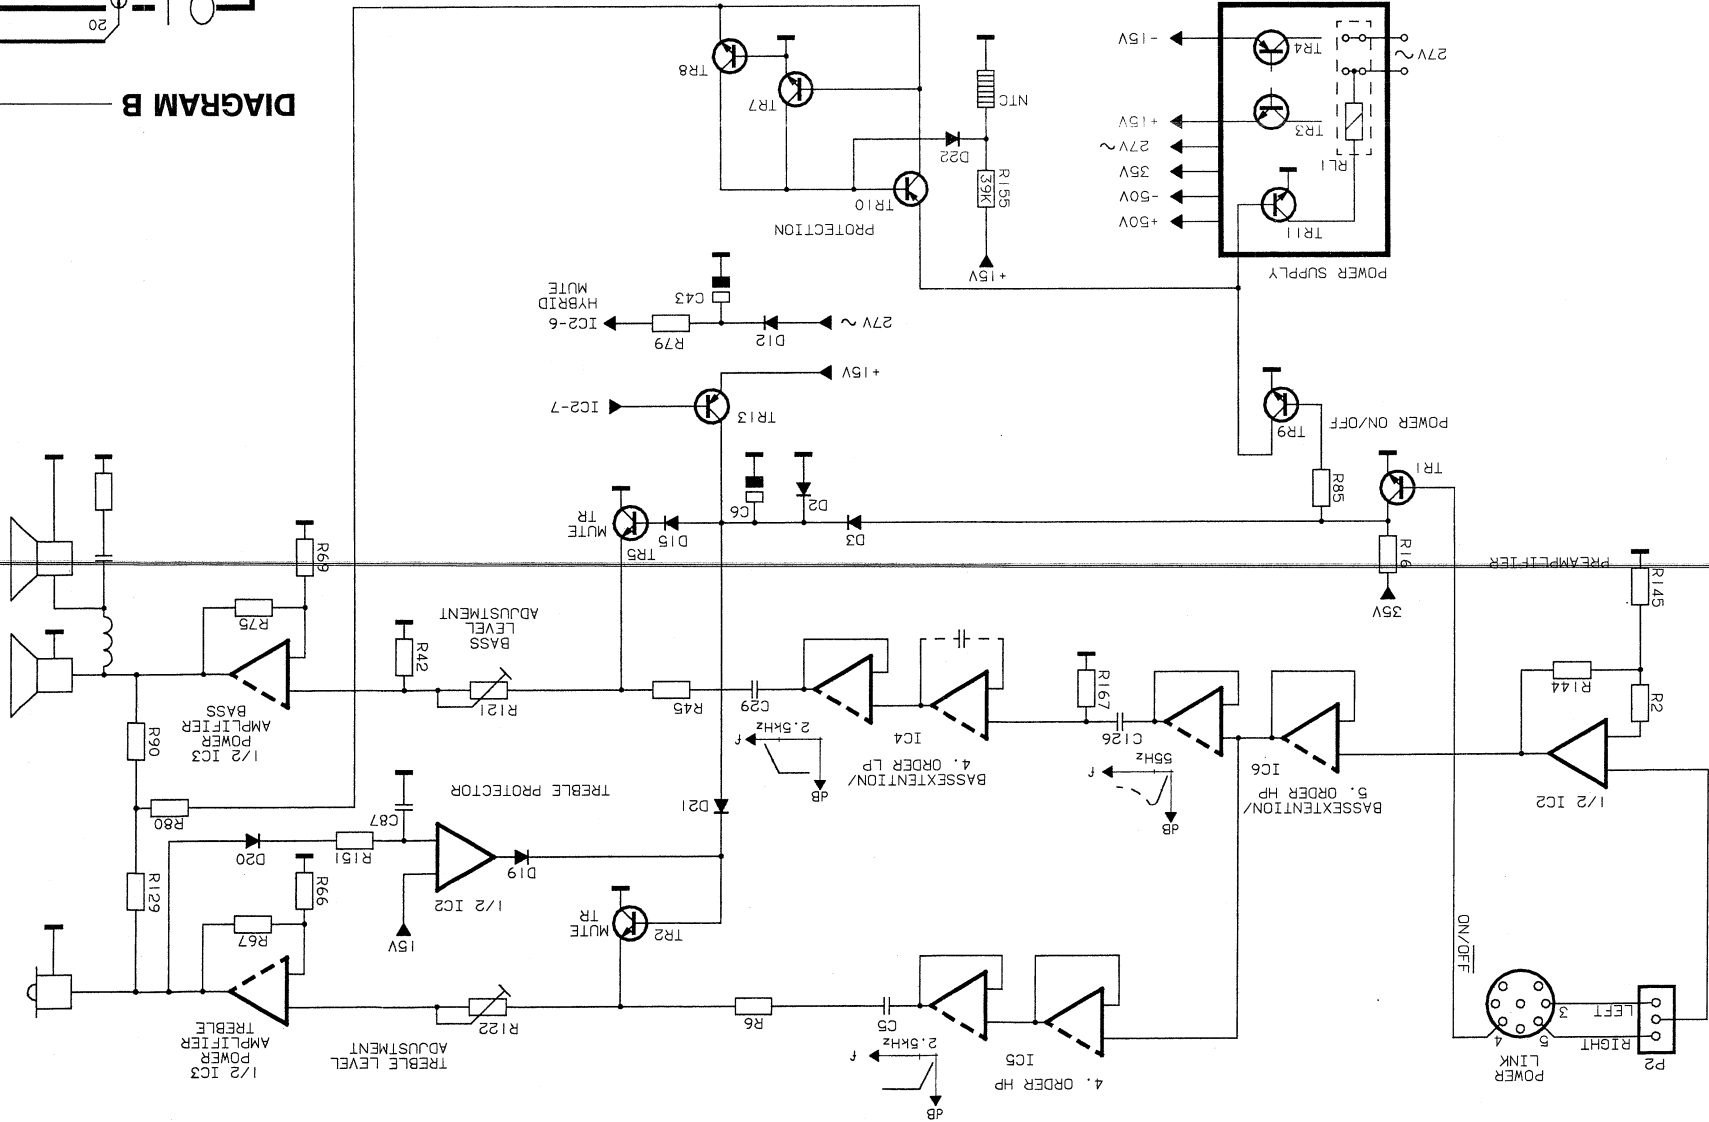 POWER
LINK
P2
RIGHT
LEFT
5
4
3
ON/OFF
4. ORDER HP
IC5
dB
2.5kHz
f
C5
R6
TREBLE LEVEL
ADJUSTMENT
R122
1/2 IC3
POWER
AMPLIFIER
TREBLE
TR2
MUTE
TR
15V
R67
1/2 IC2
R66
R129
D19
R151
D20
C87
R80
TREBLE PROTECTOR
D21
1/2 IC2
BASSEXTENTION/
5. ORDER HP
IC6
dB
55Hz
f
BASSEXTENTION/
4. ORDER LP
IC4
dB
2.5kHz
f
1/2 IC3
POWER
AMPLIFIER
BASS
R90
R2
C126
R167
C29
R45
R121
R144
R42
BASS
LEVEL
ADJUSTMENT
R75
R145
PREAMPLIFIER
35V
R16
R69
D3
D2
C6
D15
TR5
MUTE
TR
TR1
R85
POWER ON/OFF
TR9
TR13
IC2-7
+15V
27V ~
D12
R79
IC2-6
HYBRID
MUTE
C43
POWER SUPPLY
+15V
PROTECTION
TR11
TR10
+50V
-50V
35V
27V ~
+15V
-15V
R155
39K
D22
RL1
TR3
TR4
27V
~
NTC
TR7
TR8
DIAGRAM B
20